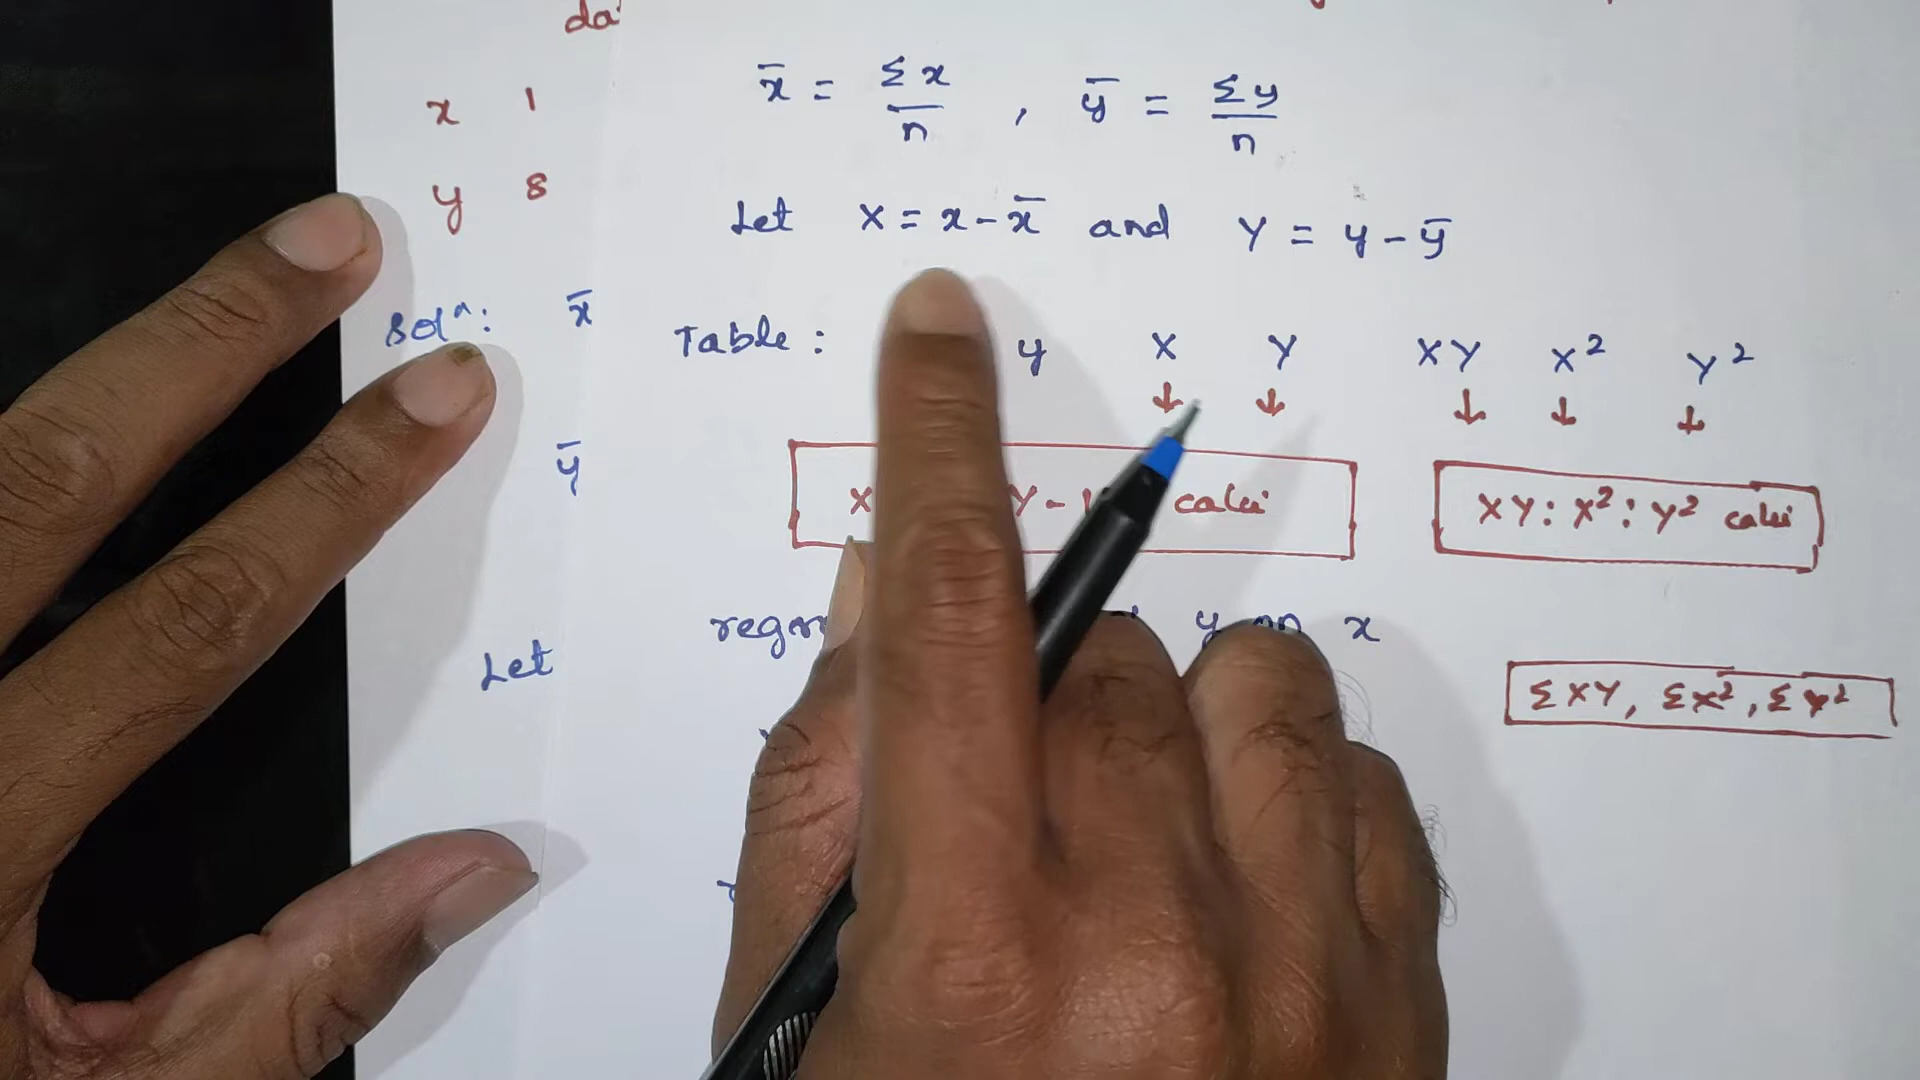 x 1
y 8
Sol^n: x̄
ȳ
Let
x̄ = Σx/n , ȳ = Σy/n
Let X = x - x̄ and Y = y - ȳ
Table : y X Y XY X² Y²
↓ ↓ ↓ ↓ ↓
calci
XY : X² : Y² calci
y on x
ΣXY, ΣX², ΣY²